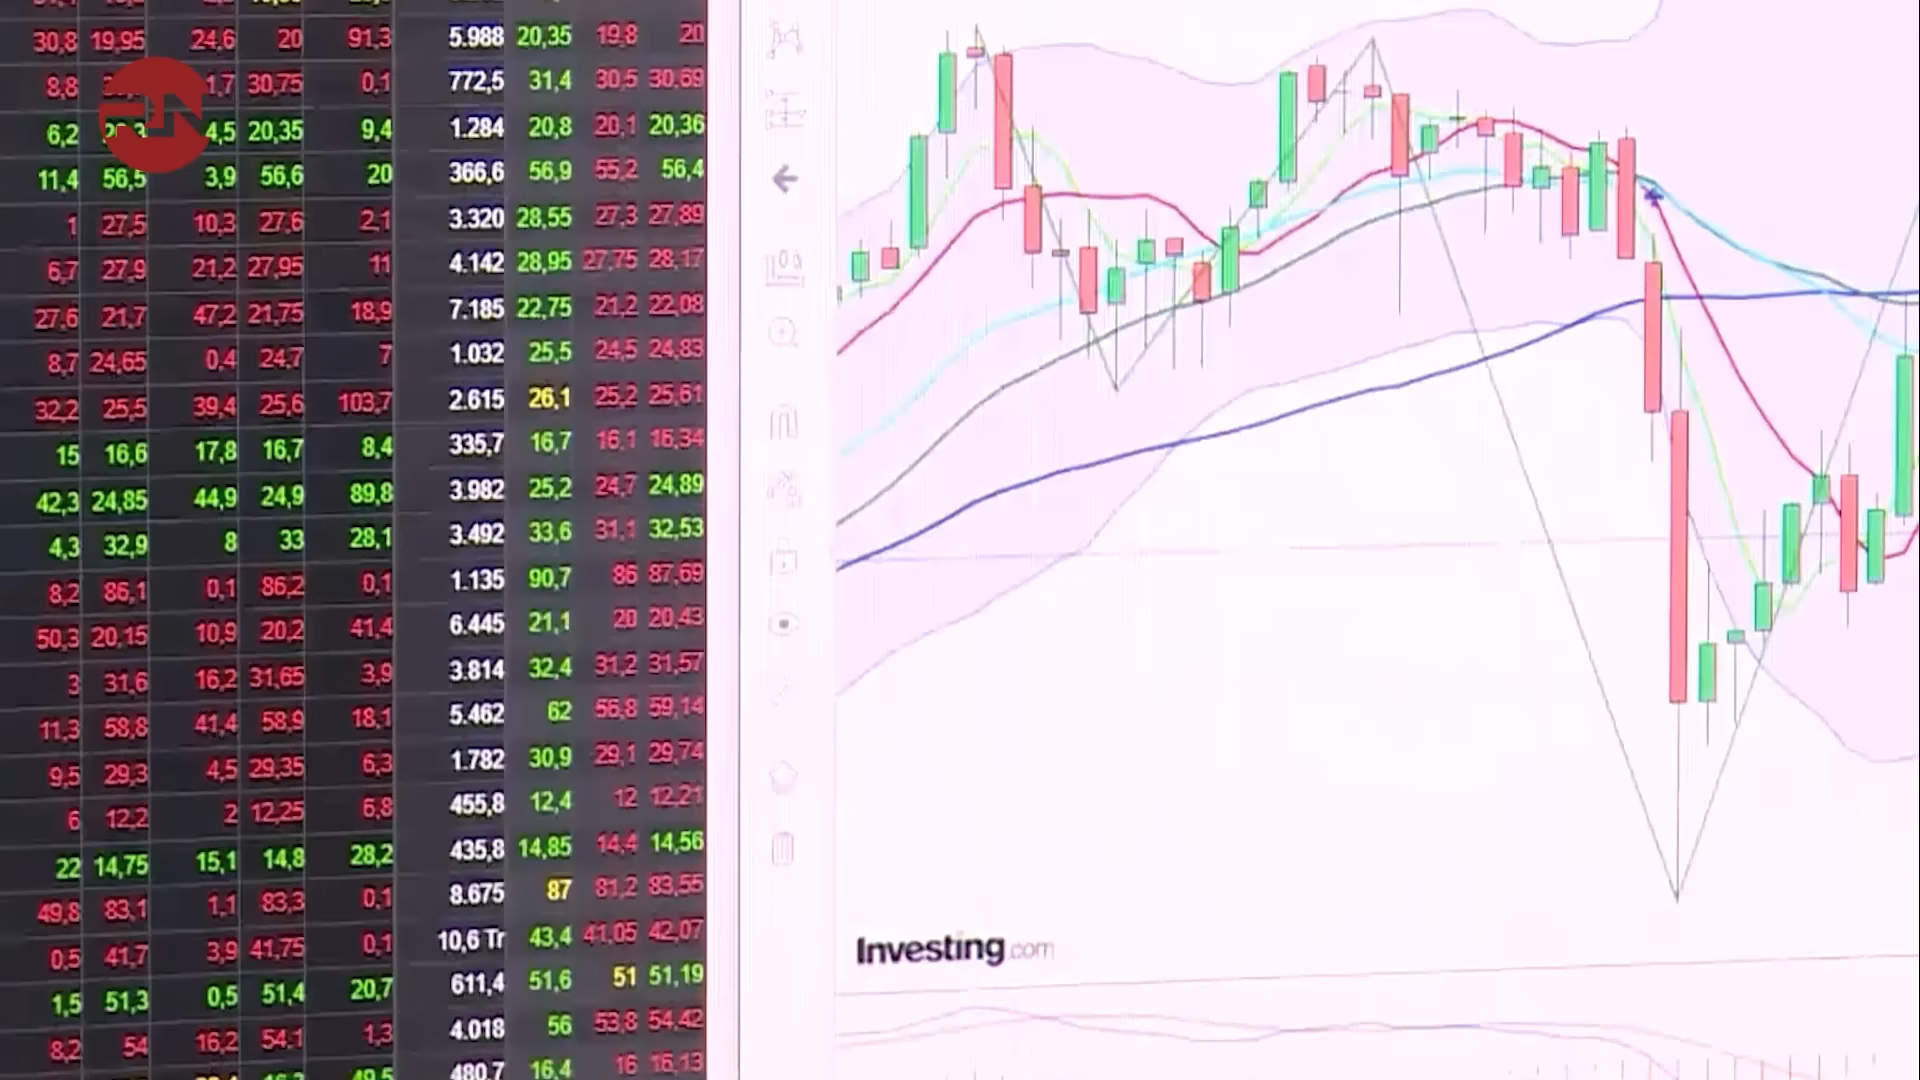 30,8 19,95 24,6 20 91,3 5.988 20,35 19,8 20
8,8 1,7 30,75 0,1 772,5 31,4 30,5 30,69
6,2 4,5 20,35 9,4 1.284 20,8 20,1 20,36
11,4 56,5 3,9 56,6 20 366,6 56,9 55,2 56,4
1 27,5 10,3 27,6 2,1 3.320 28,55 27,3 27,89
6,7 27,9 21,2 27,95 11 4.142 28,95 27,75 28,17
27,6 21,7 47,2 21,75 18,9 7.185 22,75 21,2 22,08
8,7 24,65 0,4 24,7 7 1.032 25,5 24,5 24,83
32,2 25,5 39,4 25,6 103,7 2.615 26,1 25,2 25,61
15 16,6 17,8 16,7 8,4 335,7 16,7 16,1 16,34
42,3 24,85 44,9 24,9 89,8 3.982 25,2 24,7 24,89
4,3 32,9 8 33 28,1 3.492 33,6 31,1 32,53
8,2 86,1 0,1 86,2 0,1 1.135 90,7 86 87,69
50,3 20,15 10,9 20,2 41,4 6.445 21,1 20 20,43
3 31,6 16,2 31,65 3,9 3.814 32,4 31,2 31,57
11,3 58,8 41,4 58,9 18,1 5.462 62 56,8 59,14
9,5 29,3 4,5 29,35 6,3 1.782 30,9 29,1 29,74
6 12,2 2 12,25 6,8 455,8 12,4 12 12,21
22 14,75 15,1 14,8 28,2 435,8 14,85 14,4 14,56
49,8 83,1 1,1 83,3 0,1 8.675 87 81,2 83,55
0,5 41,7 3,9 41,75 0,1 10,6 Tr 43,4 41,05 42,07
1,5 51,3 0,5 51,4 20,7 611,4 51,6 51 51,19
8,2 54 16,2 54,1 1,3 4.018 56 53,8 54,42
480,7 16,4 16 16,13
Investing.com